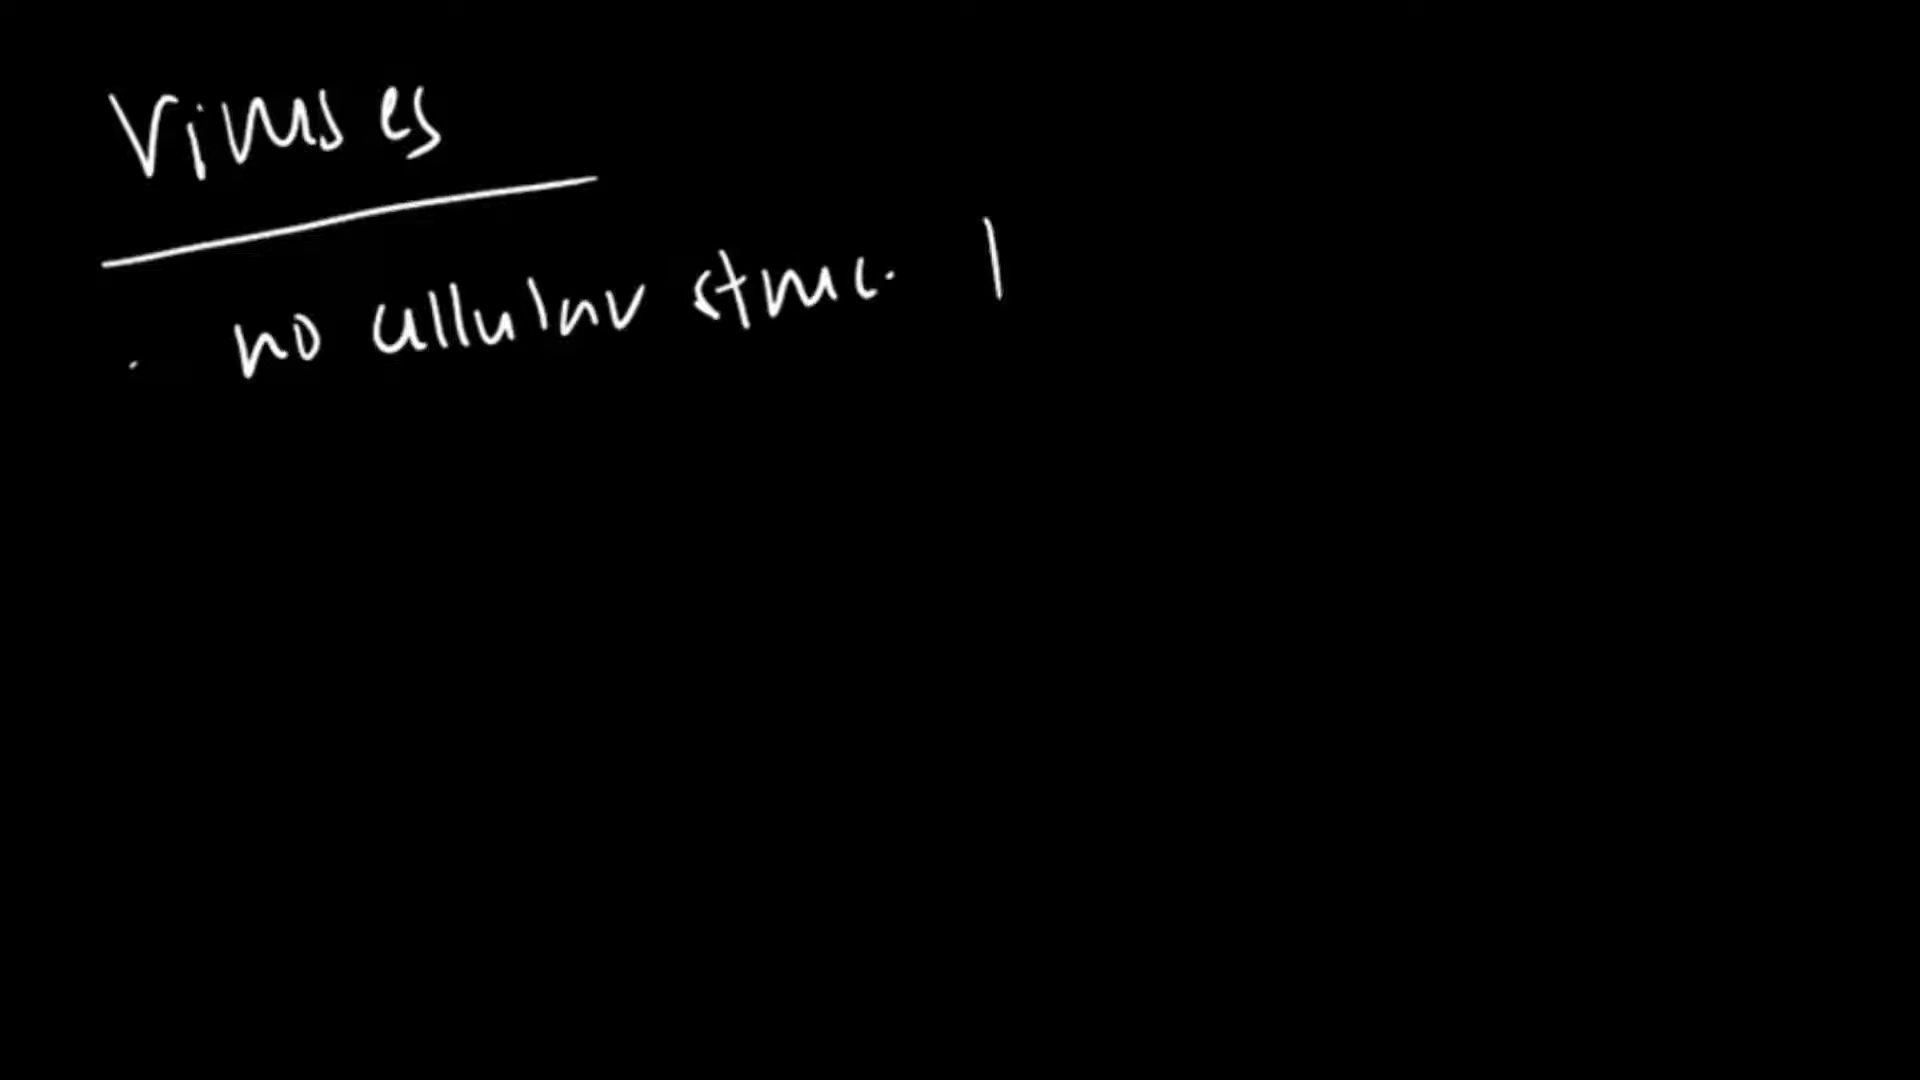 Viruses
· no cellular struc. |